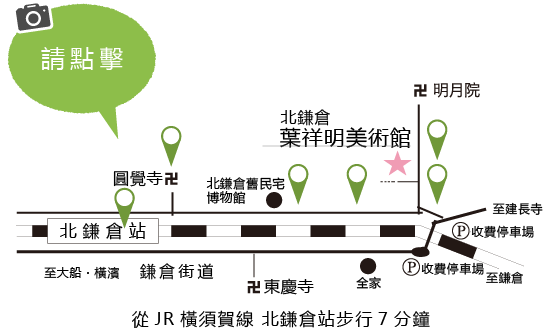 請點擊
卍 明月院
北鎌倉
葉祥明美術館
圓覺寺 卍
北鎌倉舊民宅
博物館
至建長寺
北鎌倉站
Ⓟ 收費停車場
至大船・橫濱
鎌倉街道
卍 東慶寺
全家
Ⓟ 收費停車場
至鎌倉
從 JR 橫須賀線 北鎌倉站步行 7 分鐘